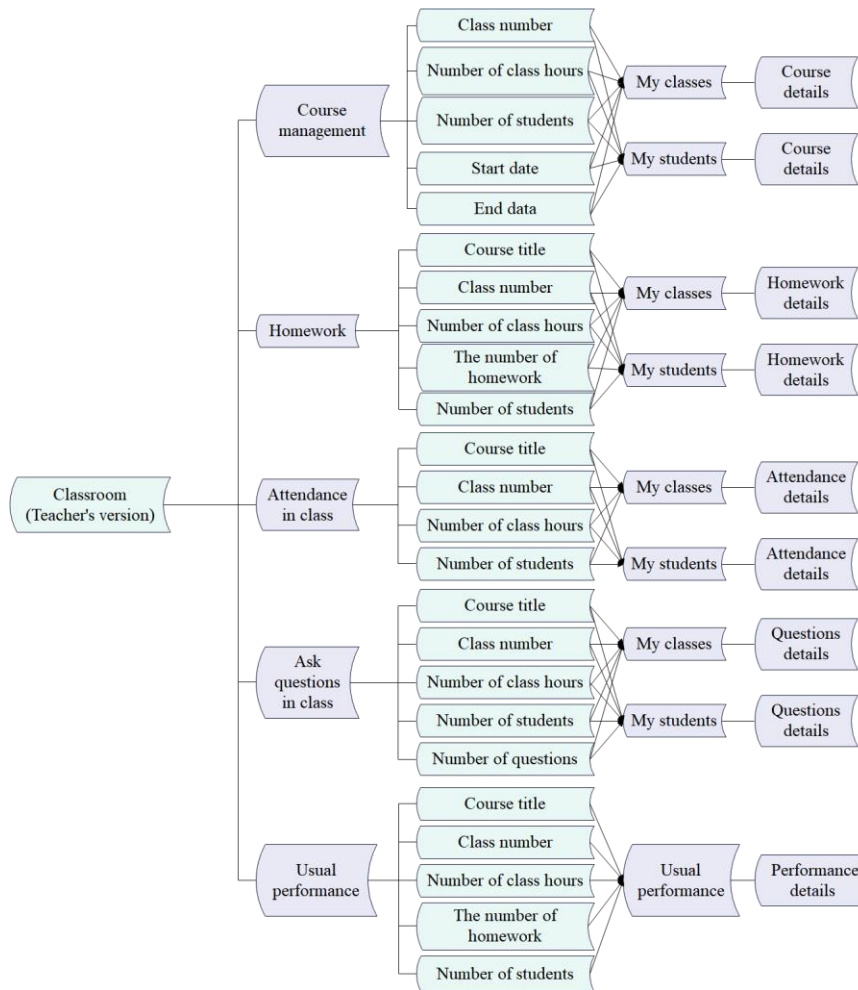 Class number
Number of class hours
Number of students
Start date
End data
Course
management
My classes
My students
Course
details
Course
details
Course title
Class number
Number of class hours
The number of
homework
Number of students
Homework
My classes
My students
Homework
details
Homework
details
Classroom
(Teacher's version)
Attendance
in class
Course title
Class number
Number of class hours
Number of students
My classes
My students
Attendance
details
Attendance
details
Ask
questions
in class
Course title
Class number
Number of class hours
Number of students
Number of questions
My classes
My students
Questions
details
Questions
details
Usual
performance
Course title
Class number
Number of class hours
The number of
homework
Number of students
Usual
performance
Performance
details